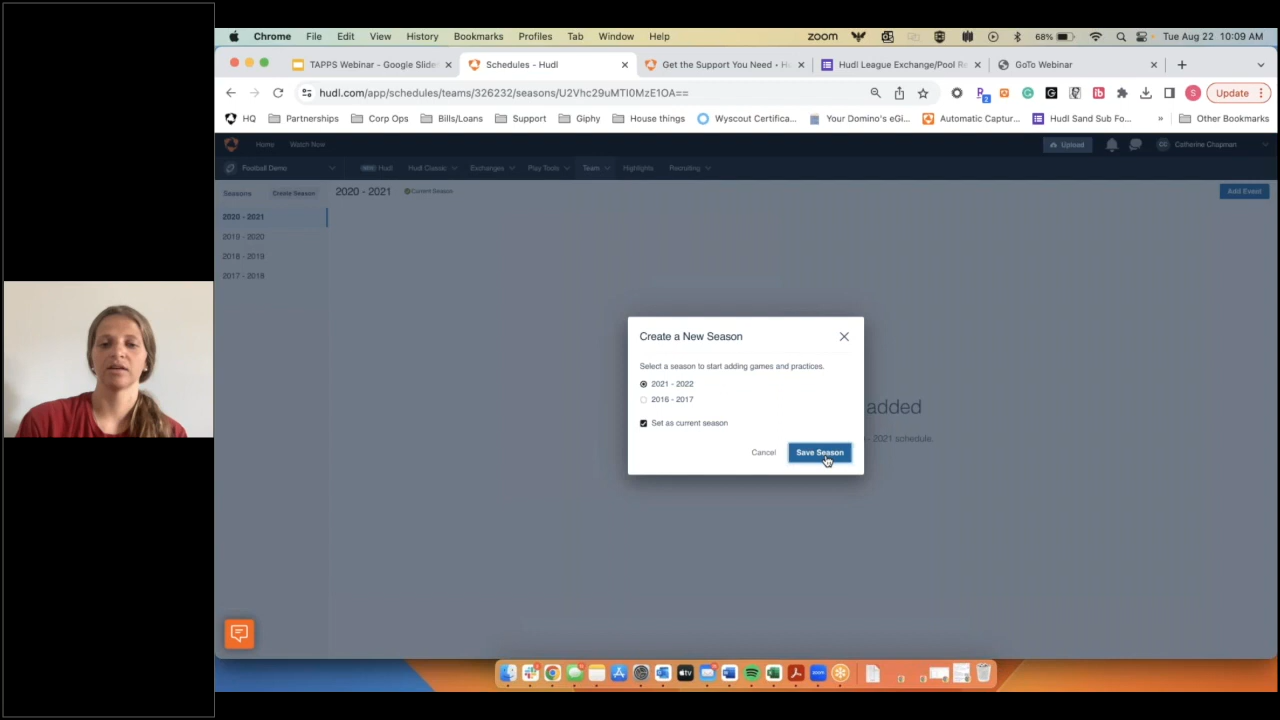 Chrome File Edit View History Bookmarks Profiles Tab Window Help zoom 68% Tue Aug 22 10:09 AM
TAPPS Webinar - Google Slide Schedules - Hudl Get the Support You Need - Hudl League Exchange/Pool GoTo Webinar
hudl.com/app/schedules/teams/326232/seasons/U2Vhc29uMTI0MzE1OA== S Update
HQ Partnerships Corp Ops Bills/Loans Support Giphy House things Wyscout Certifica... Your Domino's eGi... Automatic Captur... Hudl Sand Sub Fo... » Other Bookmarks
Home Watch Now Upload CC Catherine Chapman
Football Demo Hudl Hudl Classic Exchanges Play Tools Team Highlights Recruiting
Seasons Create Season 2020 - 2021 Current Season Add Event
2020 - 2021
2019 - 2020
2018 - 2019
2017 - 2018
Create a New Season
Select a season to start adding games and practices.
2021 - 2022
2016 - 2017
added
Set as current season
- 2021 schedule.
Cancel Save Season